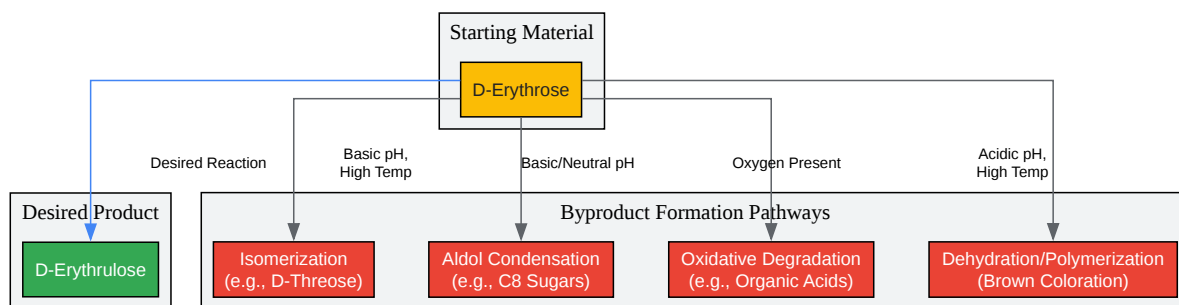 Starting Material
D-Erythrose
Desired Reaction
Basic pH,
High Temp
Basic/Neutral pH
Oxygen Present
Acidic pH,
High Temp
Desired Product
D-Erythrulose
Byproduct Formation Pathways
Isomerization
(e.g., D-Threose)
Aldol Condensation
(e.g., C8 Sugars)
Oxidative Degradation
(e.g., Organic Acids)
Dehydration/Polymerization
(Brown Coloration)